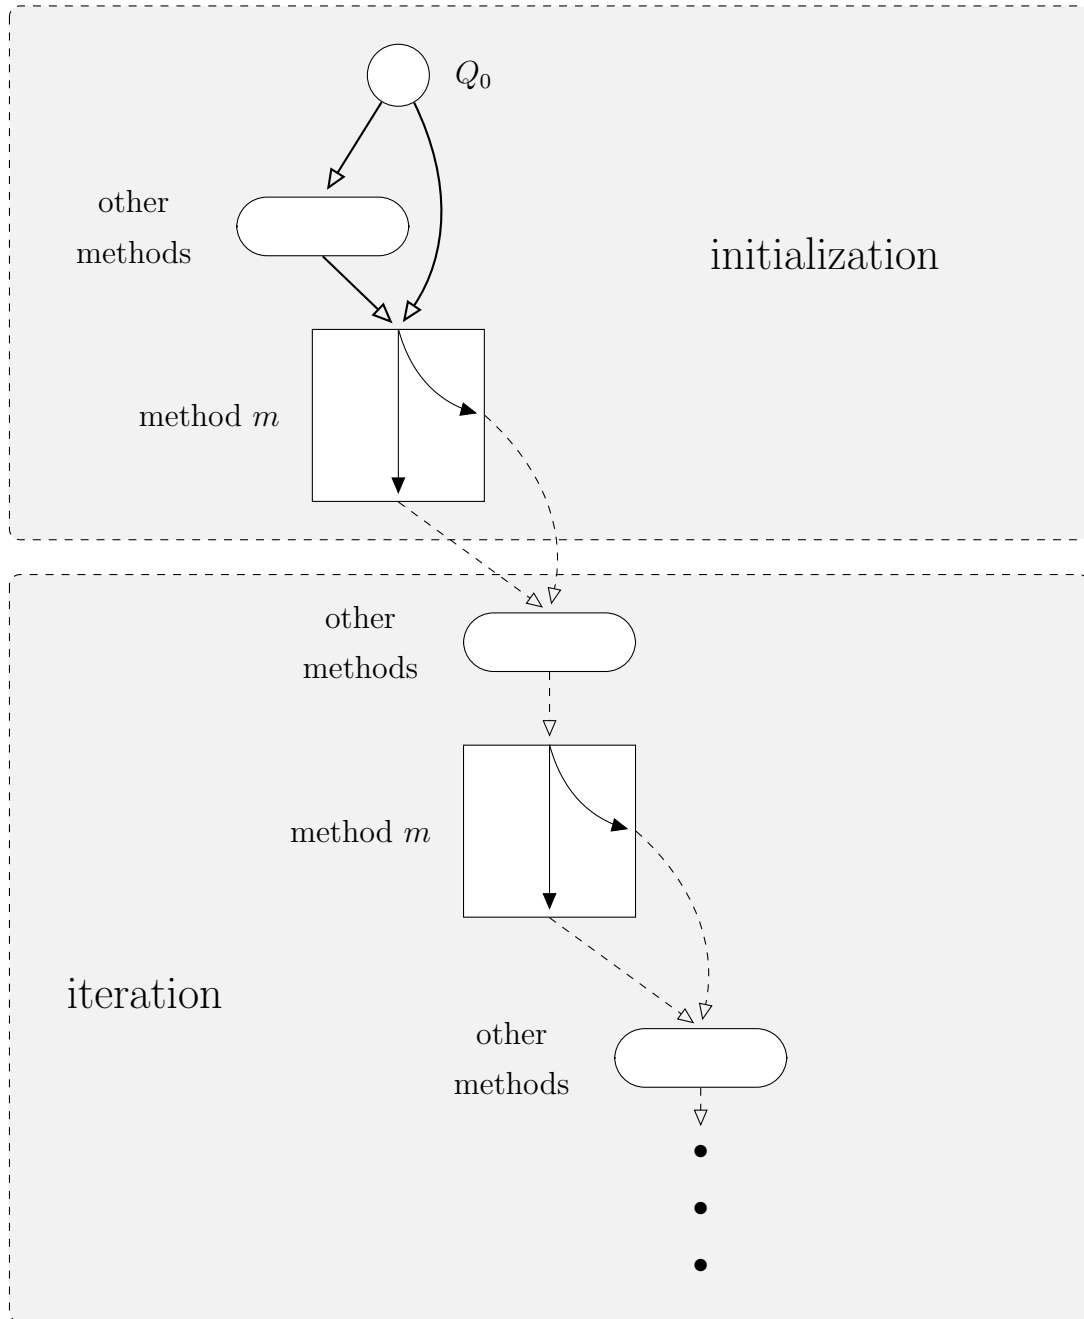 Q₀
other
methods
initialization
method m
other
methods
method m
iteration
other
methods